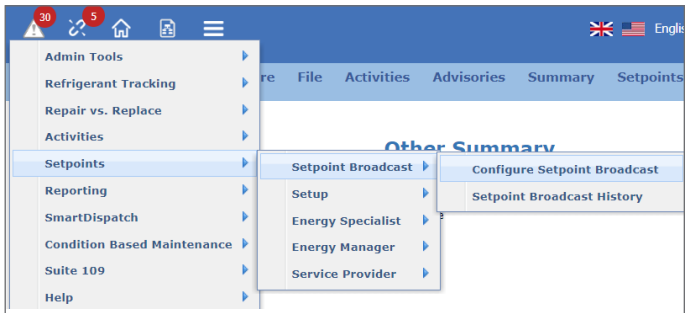 30 5
English
Admin Tools
re File Activities Advisories Summary Setpoints
Refrigerant Tracking
Repair vs. Replace
Activities
Other Summary
Setpoints
Setpoint Broadcast
Configure Setpoint Broadcast
Reporting
Setup
Setpoint Broadcast History
SmartDispatch
Energy Specialist
Condition Based Maintenance
Energy Manager
Suite 109
Service Provider
Help